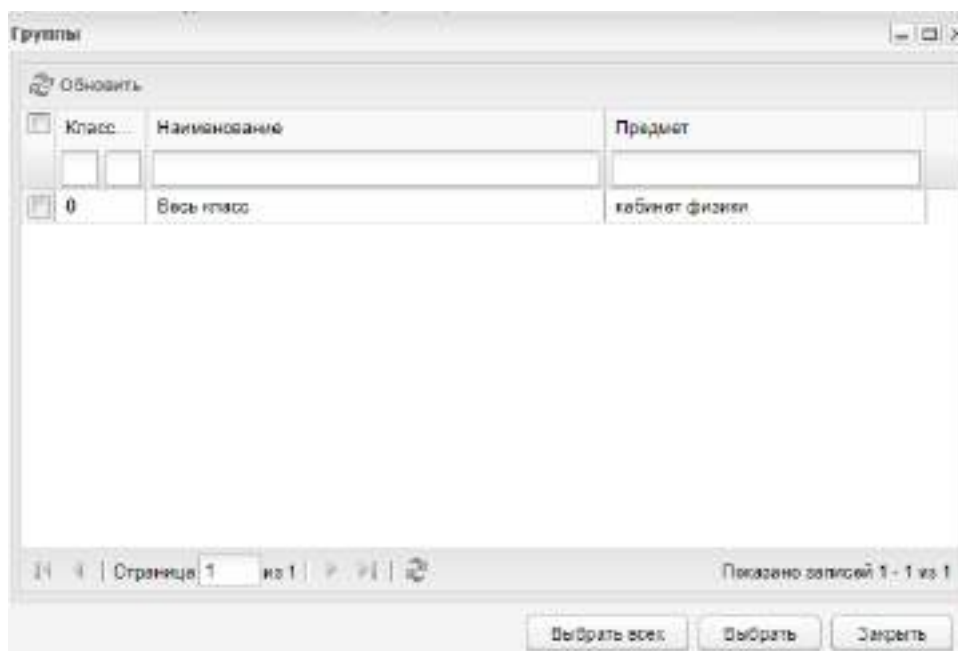 Группы
Обновить
Класс... Наименование Предмет
0 Весь класс кабинет физики
Страница 1 из 1 Показано записей 1 - 1 из 1
Выбрать всех Выбрать Закрыть